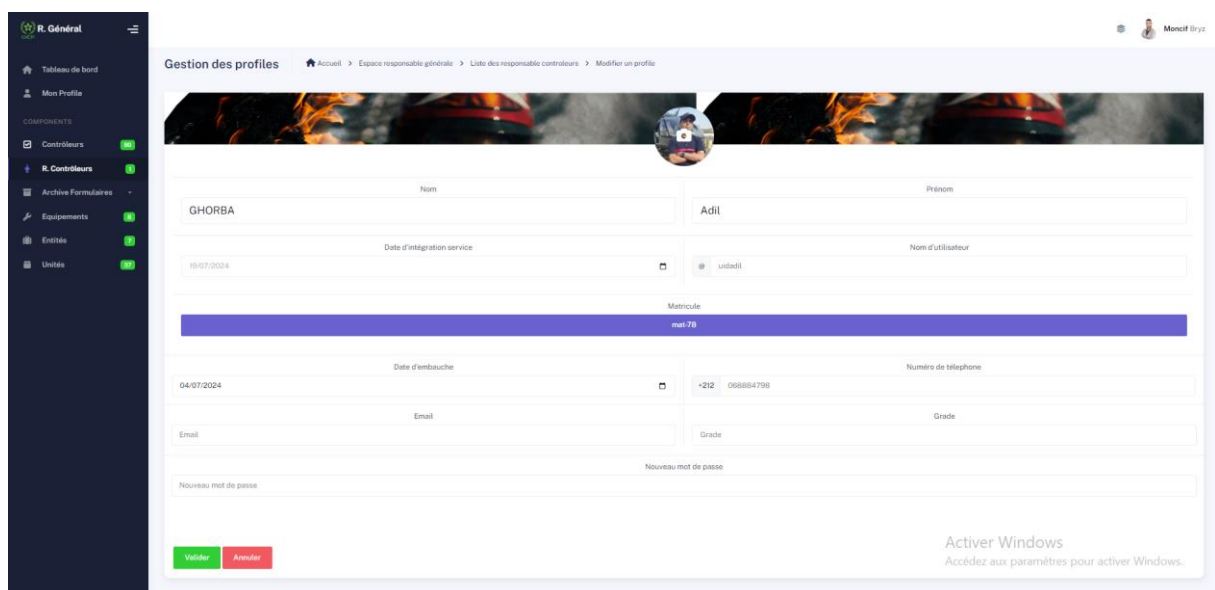 R. Général
Moncif Bryz
Tableau de bord
Mon Profile
COMPONENTS
Contrôleurs 80
R. Contrôleurs 1
Archive Formulaires
Equipements 8
Entités 7
Unités 37
Gestion des profiles
Accueil > Espace responsable générale > Liste des responsable controleurs > Modifier un profile
Nom
Prénom
GHORBA
Adil
Date d'intégration service
Nom d'utilisateur
19/07/2024
@ uidadil
Matricule
mat-78
Date d'embauche
Numéro de télephone
04/07/2024
+212 068884798
Email
Grade
Email
Grade
Nouveau mot de passe
Nouveau mot de passe
Valider
Annuler
Activer Windows
Accédez aux paramètres pour activer Windows.